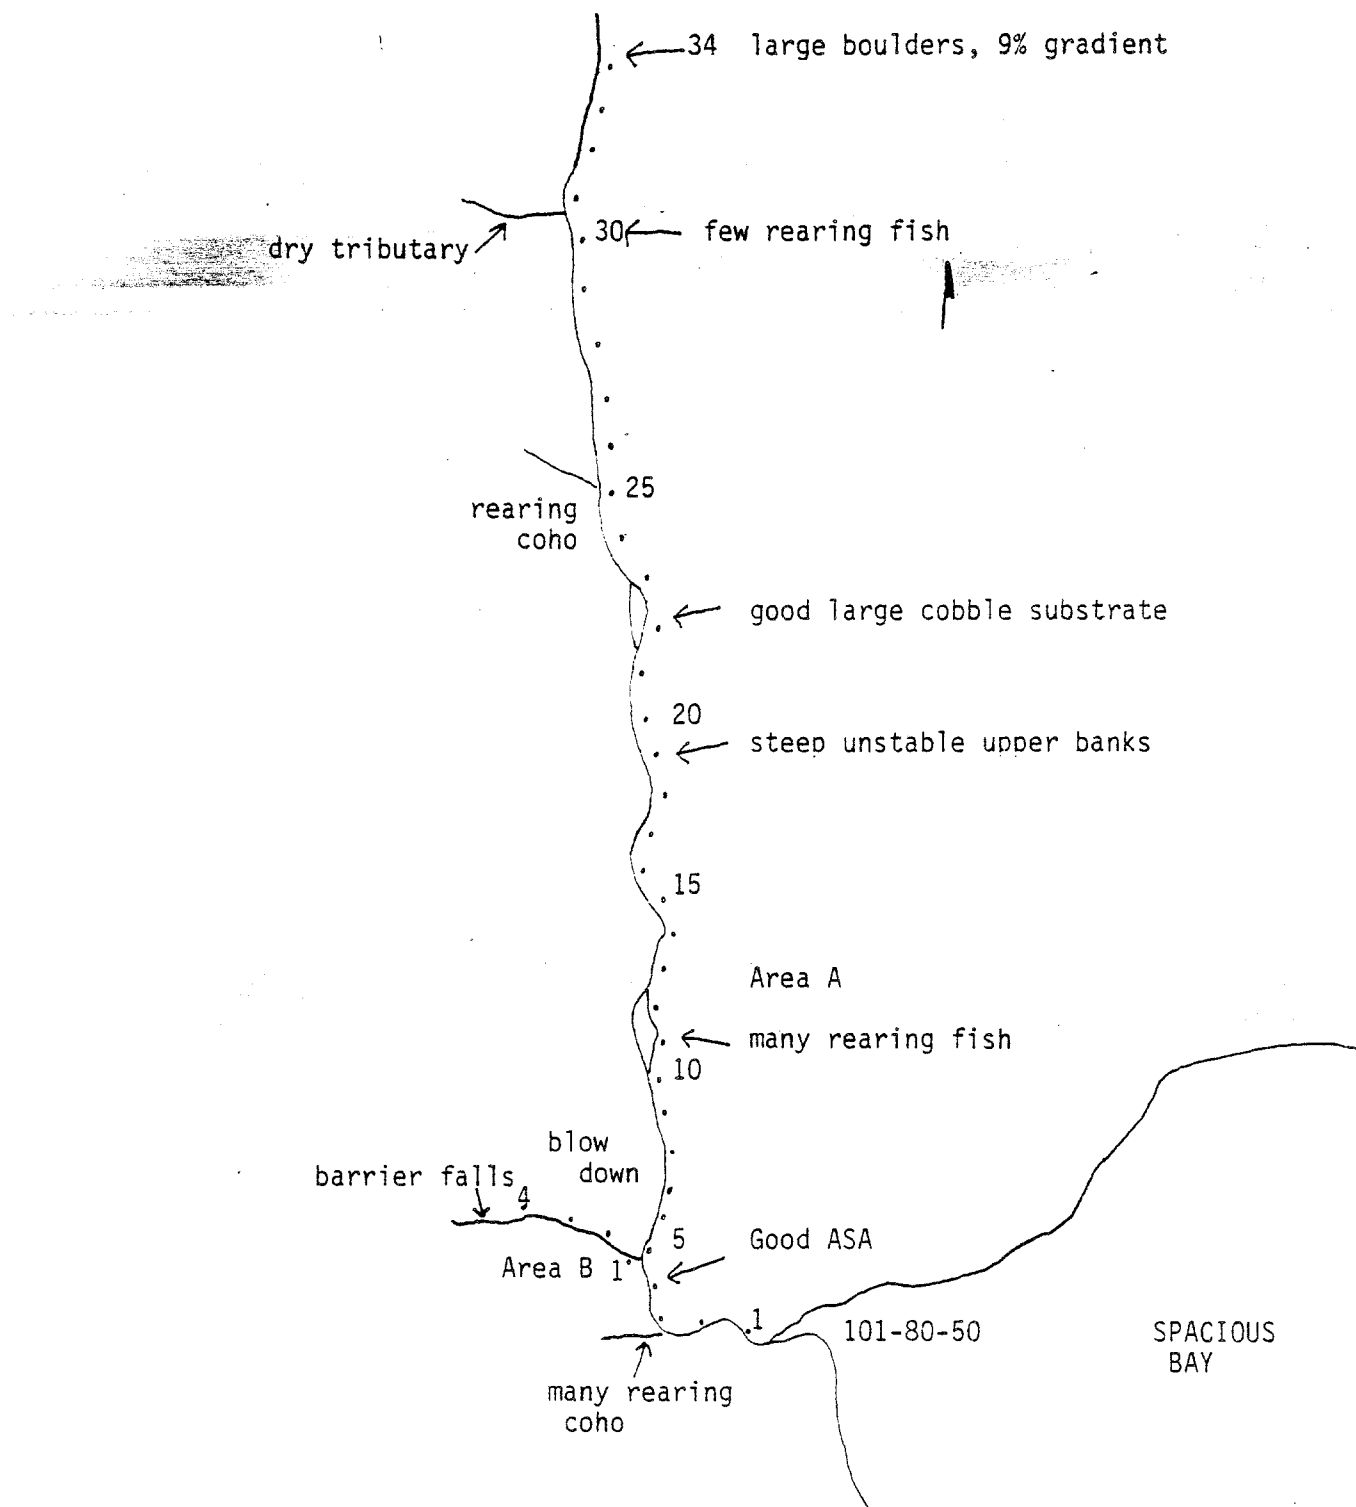 34 large boulders, 9% gradient
30 few rearing fish
dry tributary
25
rearing
coho
good large cobble substrate
20
steep unstable upper banks
15
Area A
many rearing fish
10
blow
down
barrier falls
4
5 Good ASA
Area B 1
1
101-80-50
SPACIOUS
BAY
many rearing
coho